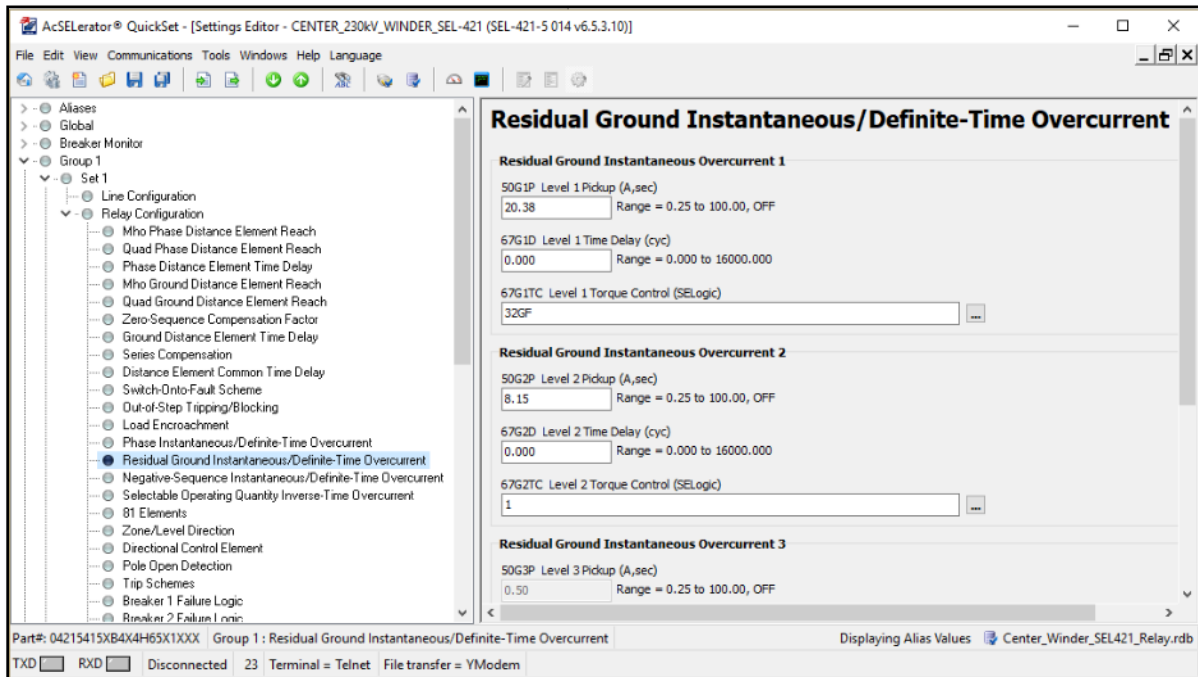 AcSELerator® QuickSet - [Settings Editor - CENTER_230kV_WINDER_SEL-421 (SEL-421-5 014 v6.5.3.10)]
File Edit View Communications Tools Windows Help Language
Aliases
Global
Breaker Monitor
Group 1
Set 1
Line Configuration
Relay Configuration
Mho Phase Distance Element Reach
Quad Phase Distance Element Reach
Phase Distance Element Time Delay
Mho Ground Distance Element Reach
Quad Ground Distance Element Reach
Zero-Sequence Compensation Factor
Ground Distance Element Time Delay
Series Compensation
Distance Element Common Time Delay
Switch-Onto-Fault Scheme
Out-of-Step Tripping/Blocking
Load Encroachment
Phase Instantaneous/Definite-Time Overcurrent
Residual Ground Instantaneous/Definite-Time Overcurrent
Negative-Sequence Instantaneous/Definite-Time Overcurrent
Selectable Operating Quantity Inverse-Time Overcurrent
81 Elements
Zone/Level Direction
Directional Control Element
Pole Open Detection
Trip Schemes
Breaker 1 Failure Logic
Breaker 2 Failure Logic
Residual Ground Instantaneous/Definite-Time Overcurrent
Residual Ground Instantaneous Overcurrent 1
50G1P Level 1 Pickup (A,sec)
20.38 Range = 0.25 to 100.00, OFF
67G1D Level 1 Time Delay (cyc)
0.000 Range = 0.000 to 16000.000
67G1TC Level 1 Torque Control (SELogic)
32GF ...
Residual Ground Instantaneous Overcurrent 2
50G2P Level 2 Pickup (A,sec)
8.15 Range = 0.25 to 100.00, OFF
67G2D Level 2 Time Delay (cyc)
0.000 Range = 0.000 to 16000.000
67G2TC Level 2 Torque Control (SELogic)
1 ...
Residual Ground Instantaneous Overcurrent 3
50G3P Level 3 Pickup (A,sec)
0.50 Range = 0.25 to 100.00, OFF
Part#: 04215415XB4X4H65X1XXX Group 1 : Residual Ground Instantaneous/Definite-Time Overcurrent Displaying Alias Values Center_Winder_SEL421_Relay.rdb
TXD RXD Disconnected 23 Terminal = Telnet File transfer = YModem